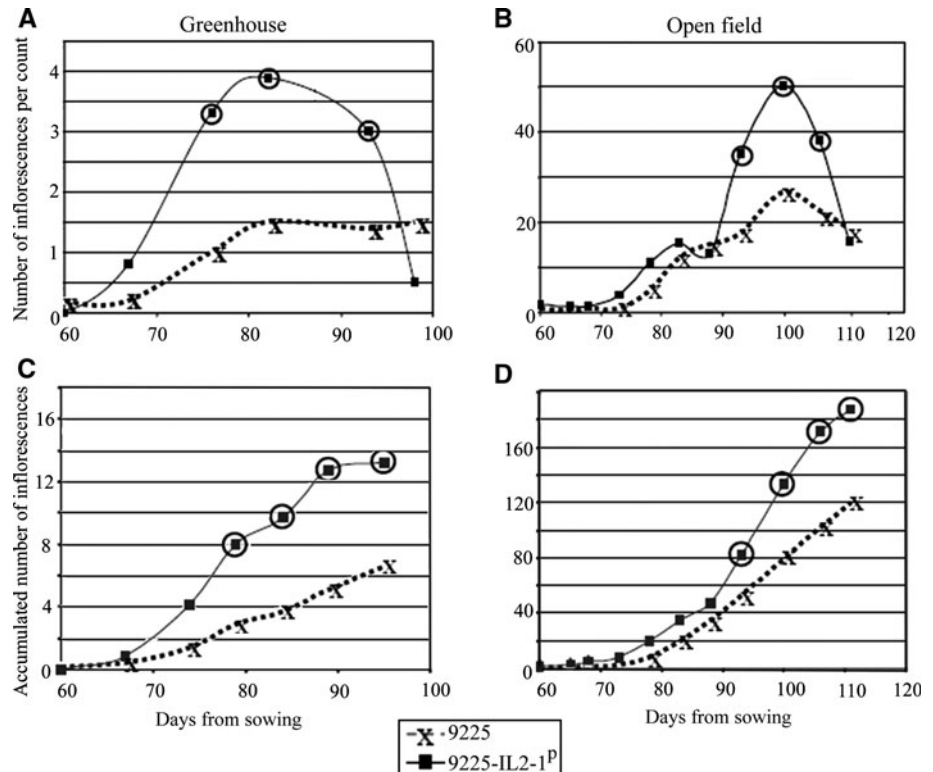 A
Greenhouse
B
Open field
Number of inflorescences per count
4
3
2
1
0
60 70 80 90 100
60
40
20
0
60 70 80 90 100 110 120
C
D
Accumulated number of inflorescences
16
12
8
4
0
60 70 80 90 100
Days from sowing
160
120
80
40
0
60 70 80 90 100 110 120
Days from sowing
X 9225
9225-IL2-1ᵖ